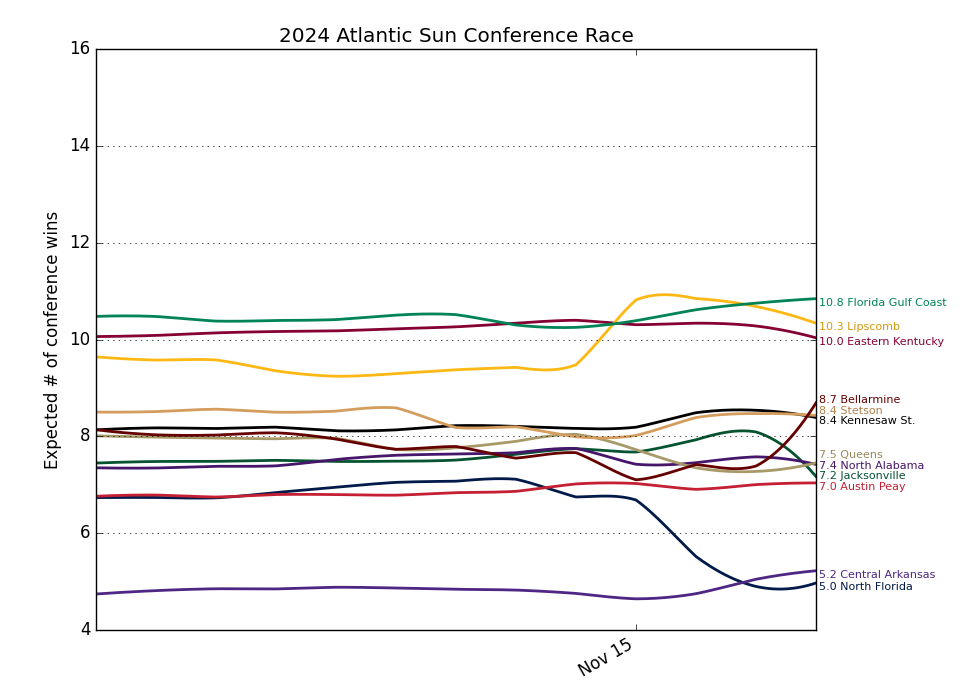 2024 Atlantic Sun Conference Race
Expected # of conference wins
16
14
12
10
8
6
4
10.8 Florida Gulf Coast
10.3 Lipscomb
10.0 Eastern Kentucky
8.7 Bellarmine
8.4 Stetson
8.4 Kennesaw St.
7.5 Queens
7.4 North Alabama
7.2 Jacksonville
7.0 Austin Peay
5.2 Central Arkansas
5.0 North Florida
Nov 15